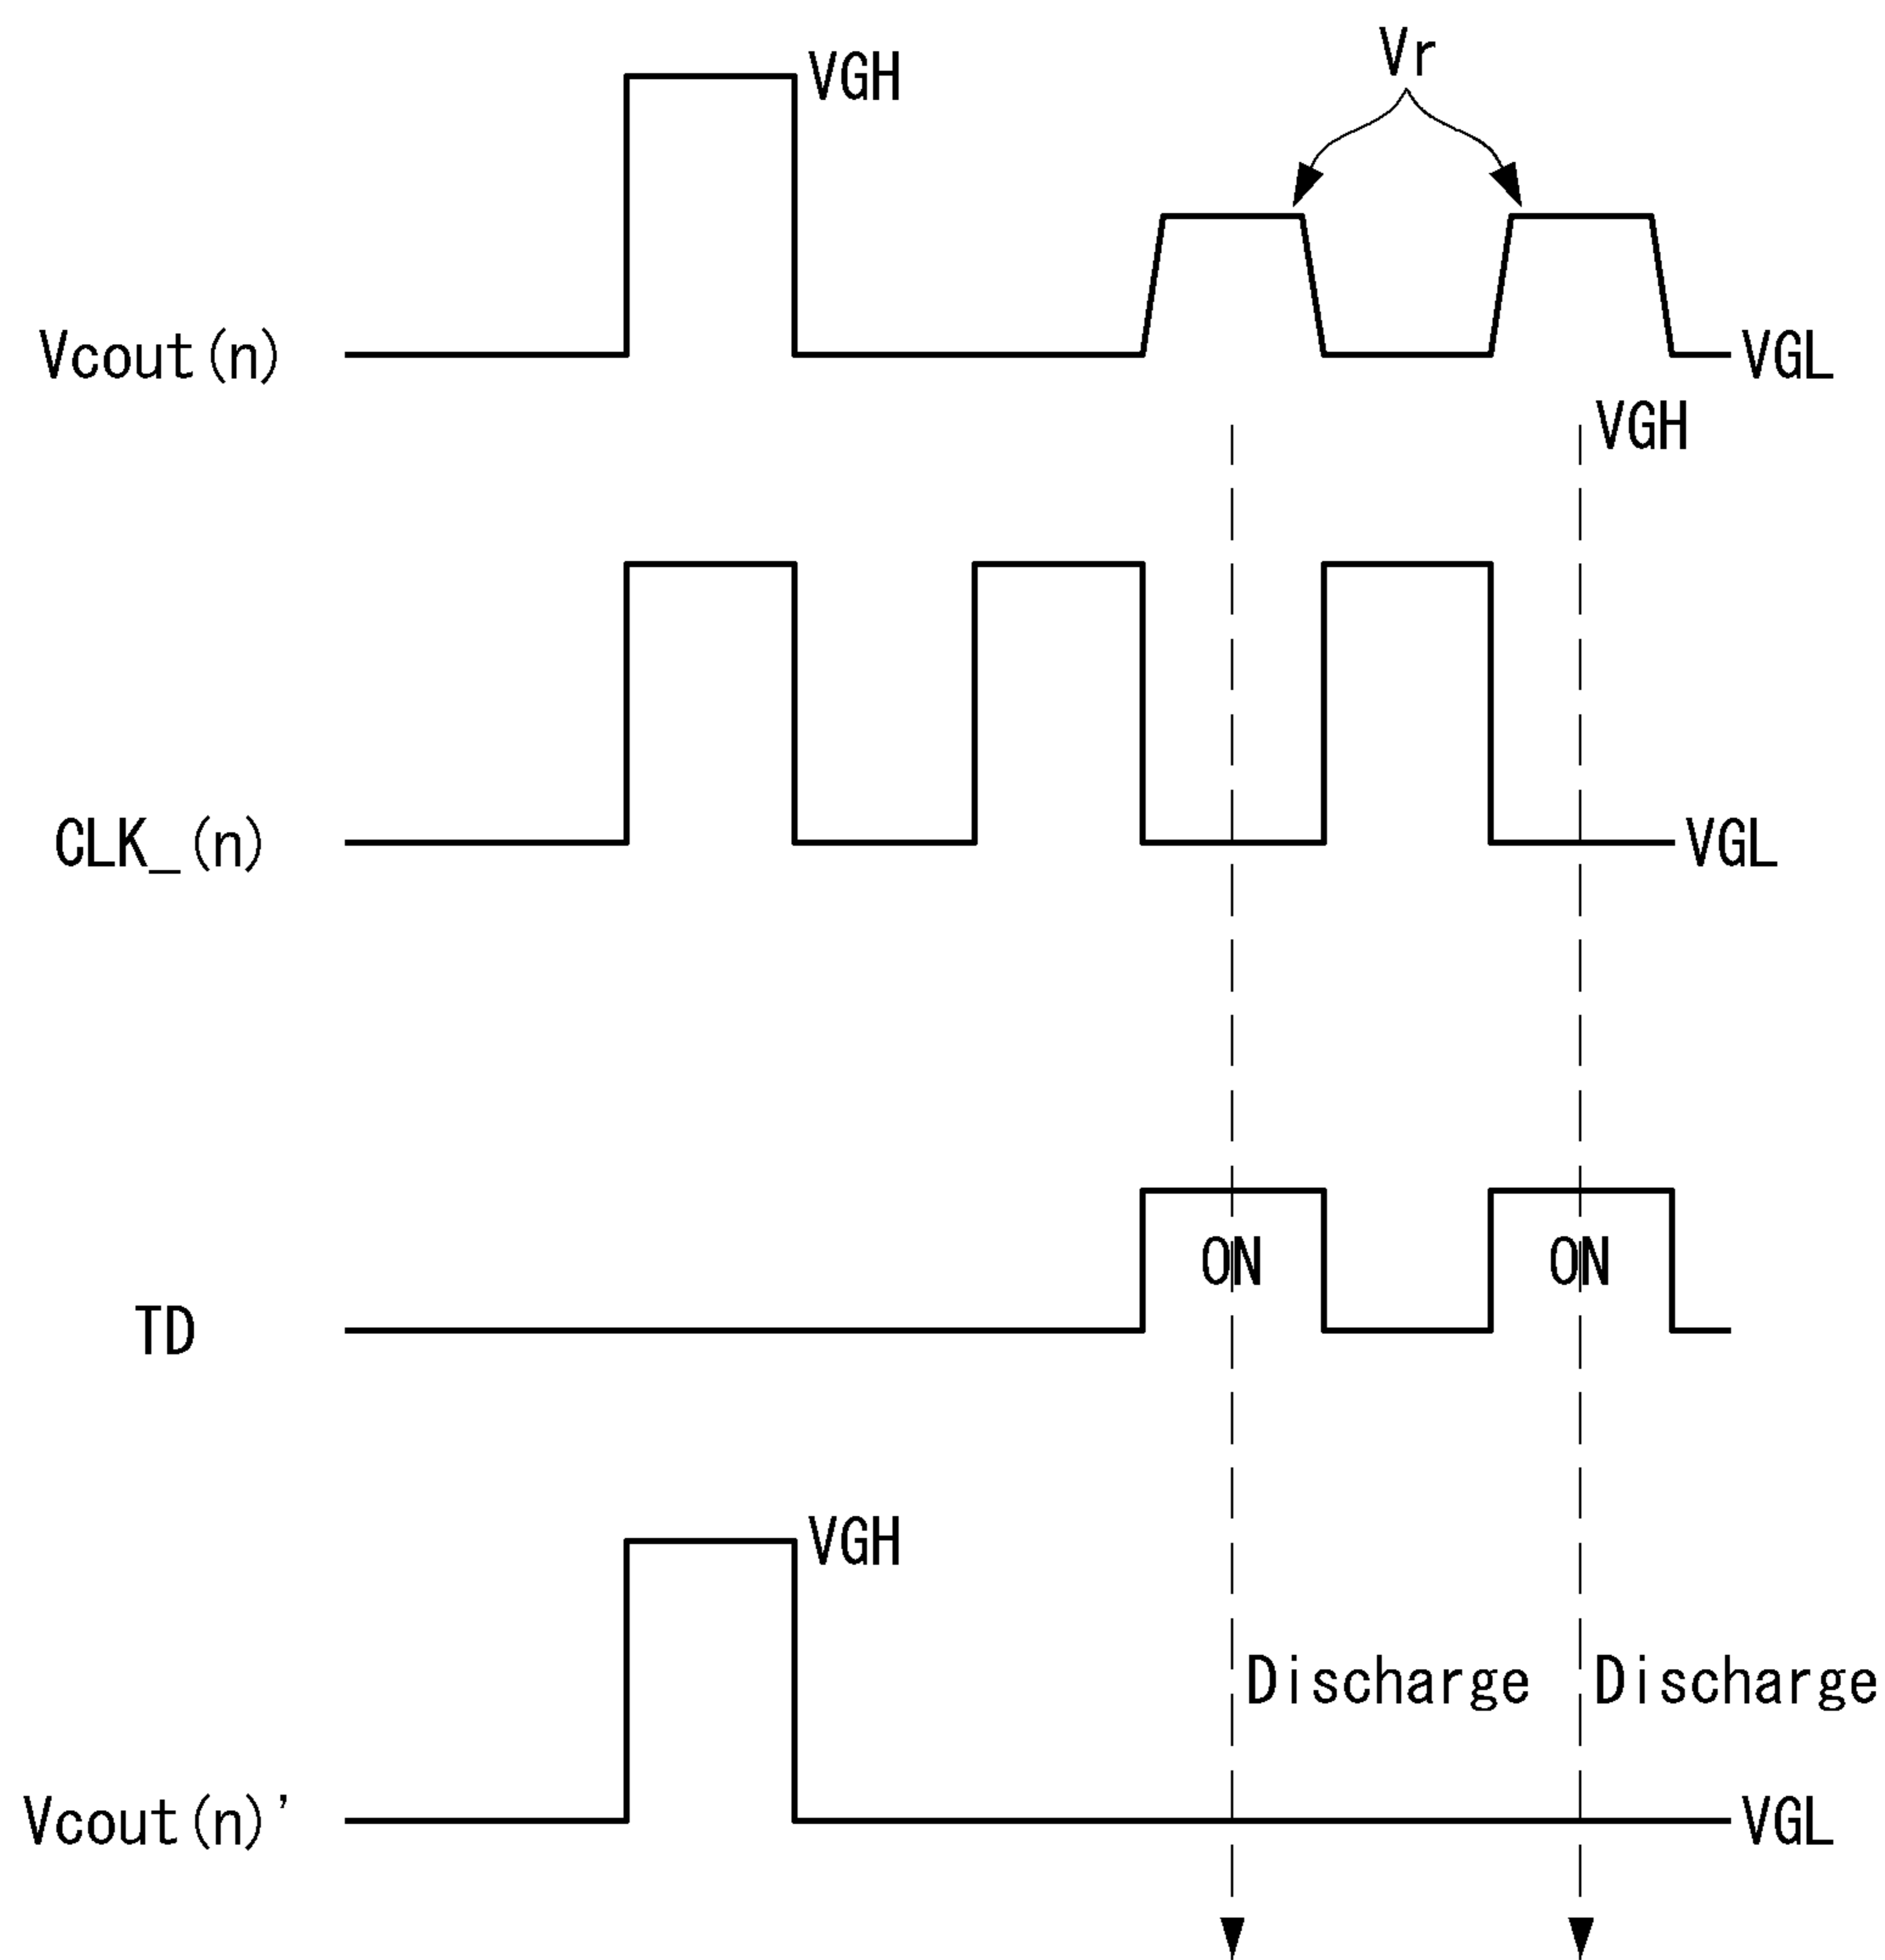 Vr
VGH
Vcout(n)
VGL
VGH
CLK_(n)
VGL
ON
ON
TD
VGH
Discharge
Discharge
Vcout(n)'
VGL